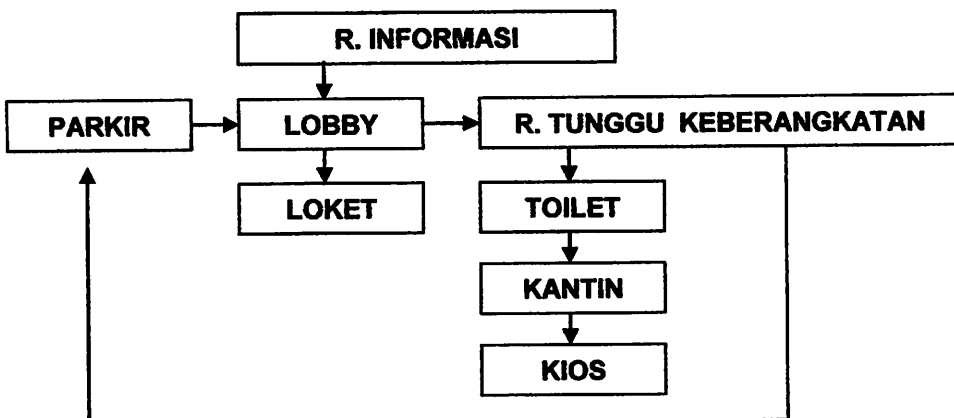 R. INFORMASI
PARKIR
LOBBY
R. TUNGGU KEBERANGKATAN
LOKET
TOILET
KANTIN
KIOS